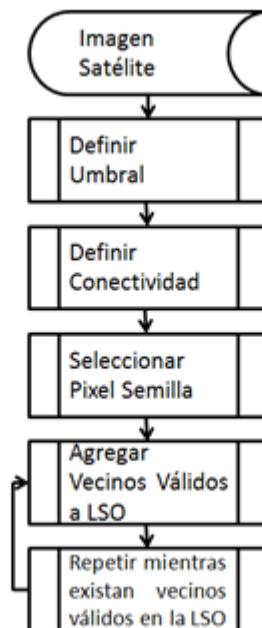 Imagen
Satélite
Definir
Umbral
Definir
Conectividad
Seleccionar
Pixel Semilla
Agregar
Vecinos Válidos
a LSO
Repetir mientras
existan vecinos
válidos en la LSO